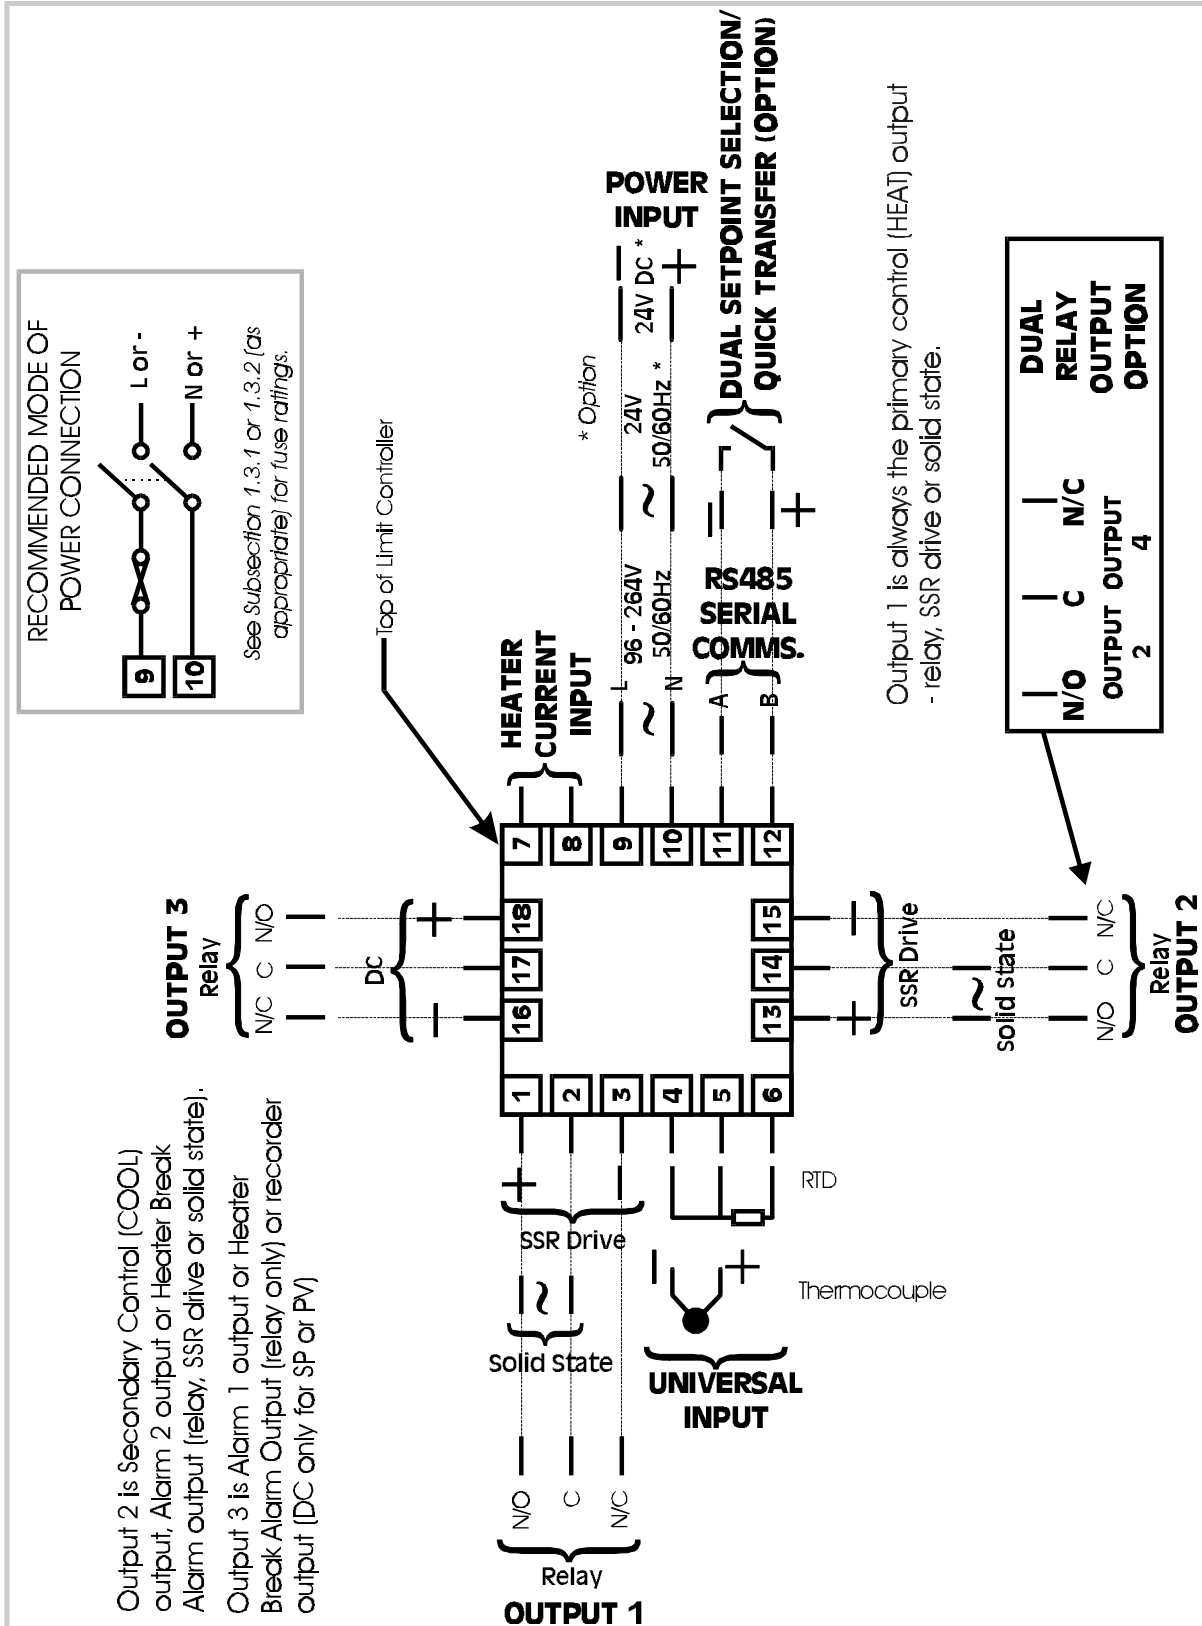 RECOMMENDED MODE OF
POWER CONNECTION
9
10
L or -
N or +
See Subsection 1.3.1 or 1.3.2 (as
appropriate) for fuse ratings.
Top of Limit Controller
Output 2 is Secondary Control (COOL)
output, Alarm 2 output or Heater Break
Alarm output (relay, SSR drive or solid state).
Output 3 is Alarm 1 output or Heater
Break Alarm Output (relay only) or recorder
output (DC only for SP or PV)
OUTPUT 3
Relay
N/C C N/O
DC
- +
16 17 18
HEATER
CURRENT
INPUT
7
8
9
10
11
12
* Option
POWER
INPUT
L
~
N
96 - 264V
50/60Hz
~
24V
50/60Hz *
-
24V DC *
+
A
B
RS485
SERIAL
COMMS.
-
+
DUAL SETPOINT SELECTION/
QUICK TRANSFER (OPTION)
1
2
3
4
5
6
+ -
SSR Drive
~
Solid State
N/O
C
N/C
Relay
OUTPUT 1
RTD
- +
Thermocouple
UNIVERSAL
INPUT
13 14 15
+ -
SSR Drive
~
solid state
N/O C N/C
Relay
OUTPUT 2
Output 1 is always the primary control (HEAT) output
- relay, SSR drive or solid state.
N/O C N/C
OUTPUT OUTPUT
2 4
DUAL
RELAY
OUTPUT
OPTION